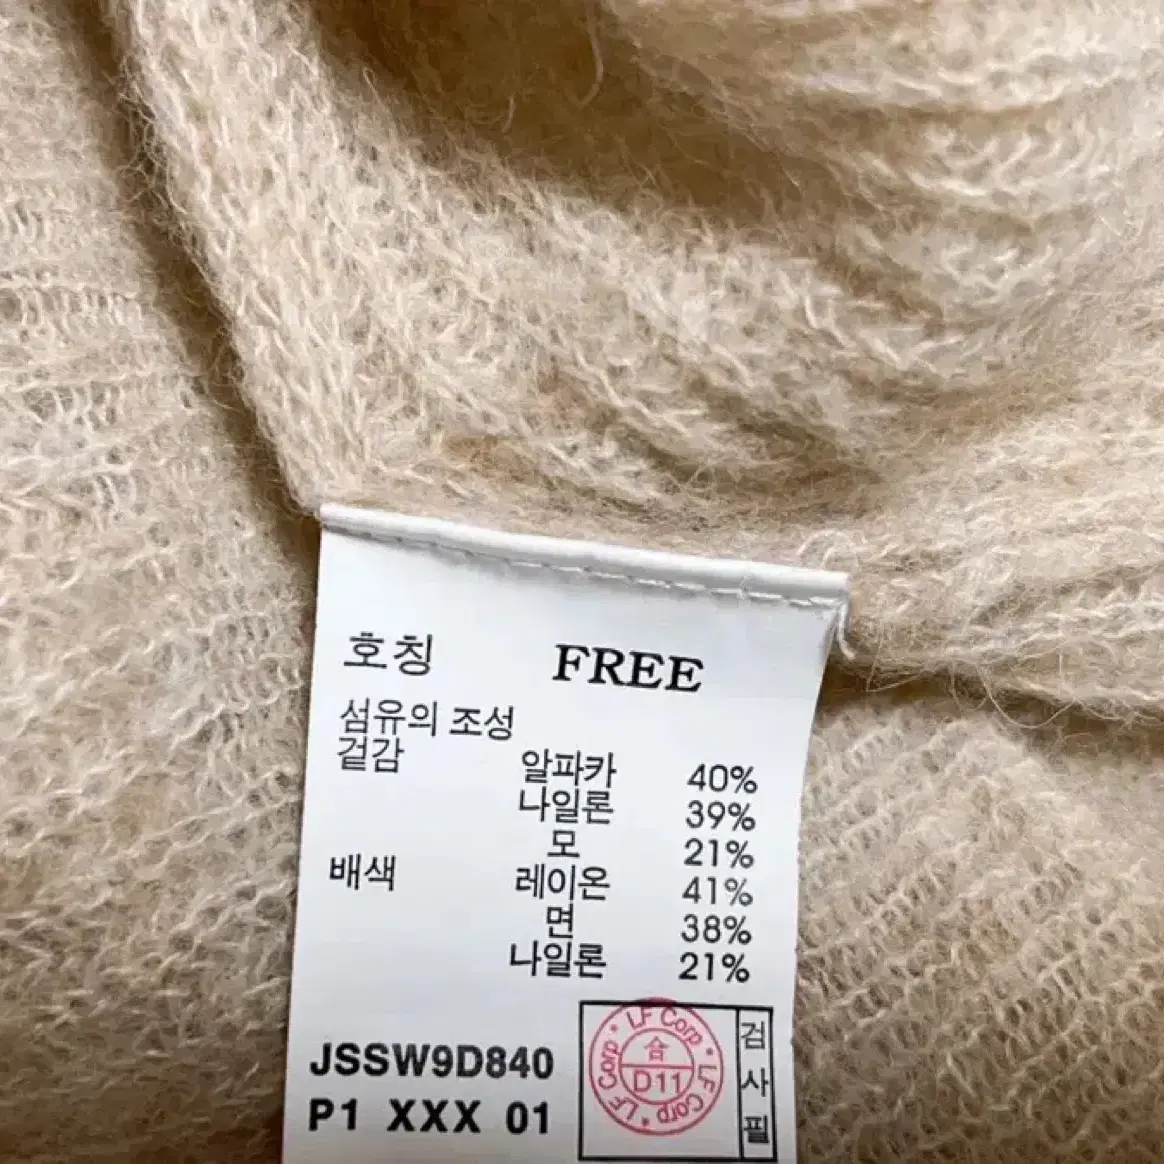 호칭 FREE
섬유의 조성
겉감 알파카 40%
나일론 39%
모 21%
배색 레이온 41%
면 38%
나일론 21%
JSSW9D840
P1 XXX 01
LF Corp · LF Corp · LF Corp ·
合
D11
검사필